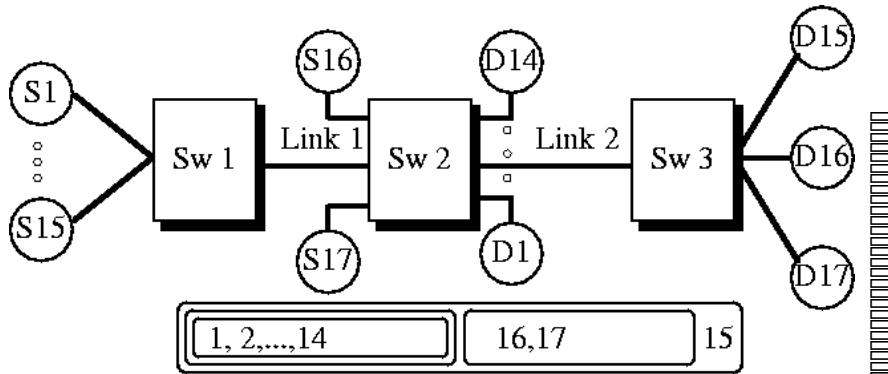 D15
S16
D14
S1
Link 1
Link 2
Sw 1
Sw 2
Sw 3
D16
S15
S17
D1
D17
1, 2,...,14
16,17
15